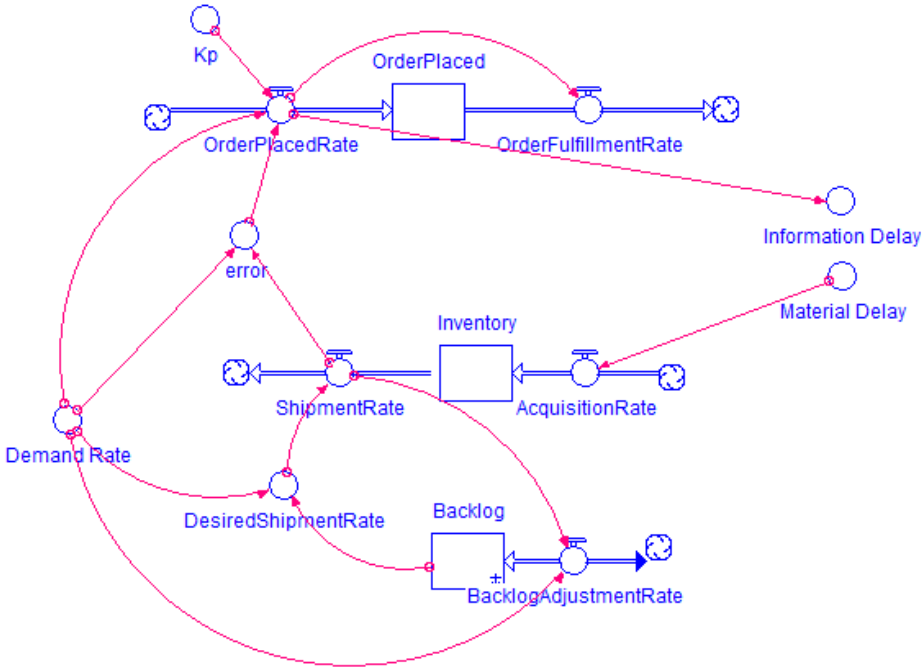 Kp
OrderPlaced
OrderPlacedRate
OrderFulfillmentRate
Information Delay
error
Material Delay
Inventory
ShipmentRate
AcquisitionRate
Demand Rate
DesiredShipmentRate
Backlog
BacklogAdjustmentRate